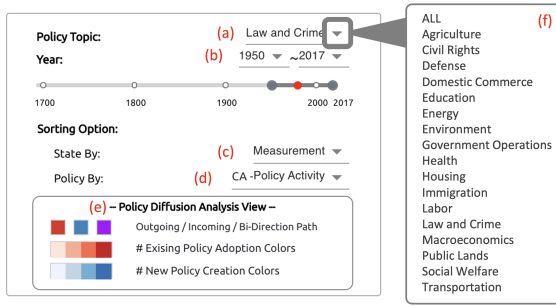 Policy Topic: (a) Law and Crime
Year: (b) 1950 ~ 2017
1700 1800 1900 2000 2017
Sorting Option:
State By: (c) Measurement
Policy By: (d) CA -Policy Activity
(e) -- Policy Diffusion Analysis View --
Outgoing / Incoming / Bi-Direction Path
# Exising Policy Adoption Colors
# New Policy Creation Colors
(f)
ALL
Agriculture
Civil Rights
Defense
Domestic Commerce
Education
Energy
Environment
Government Operations
Health
Housing
Immigration
Labor
Law and Crime
Macroeconomics
Public Lands
Social Welfare
Transportation